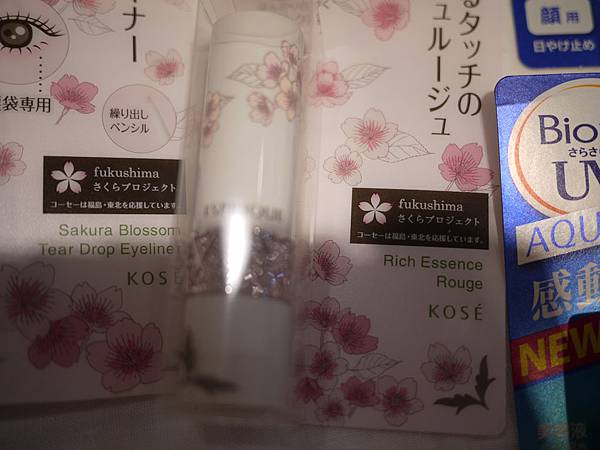 ナー
袋専用
繰り出し
ペンシル
fukushima
さくらプロジェクト
コーセーは福島・東北を応援しています。
Sakura Blossom
Tear Drop Eyeliner
KOSÉ
るタッチの
ュルージュ
fukushima
さくらプロジェクト
コーセーは福島・東北を応援しています。
Rich Essence
Rouge
KOSÉ
顔用
日やけ止め
Bio
さらさ
UV
AQU
感動
NEW